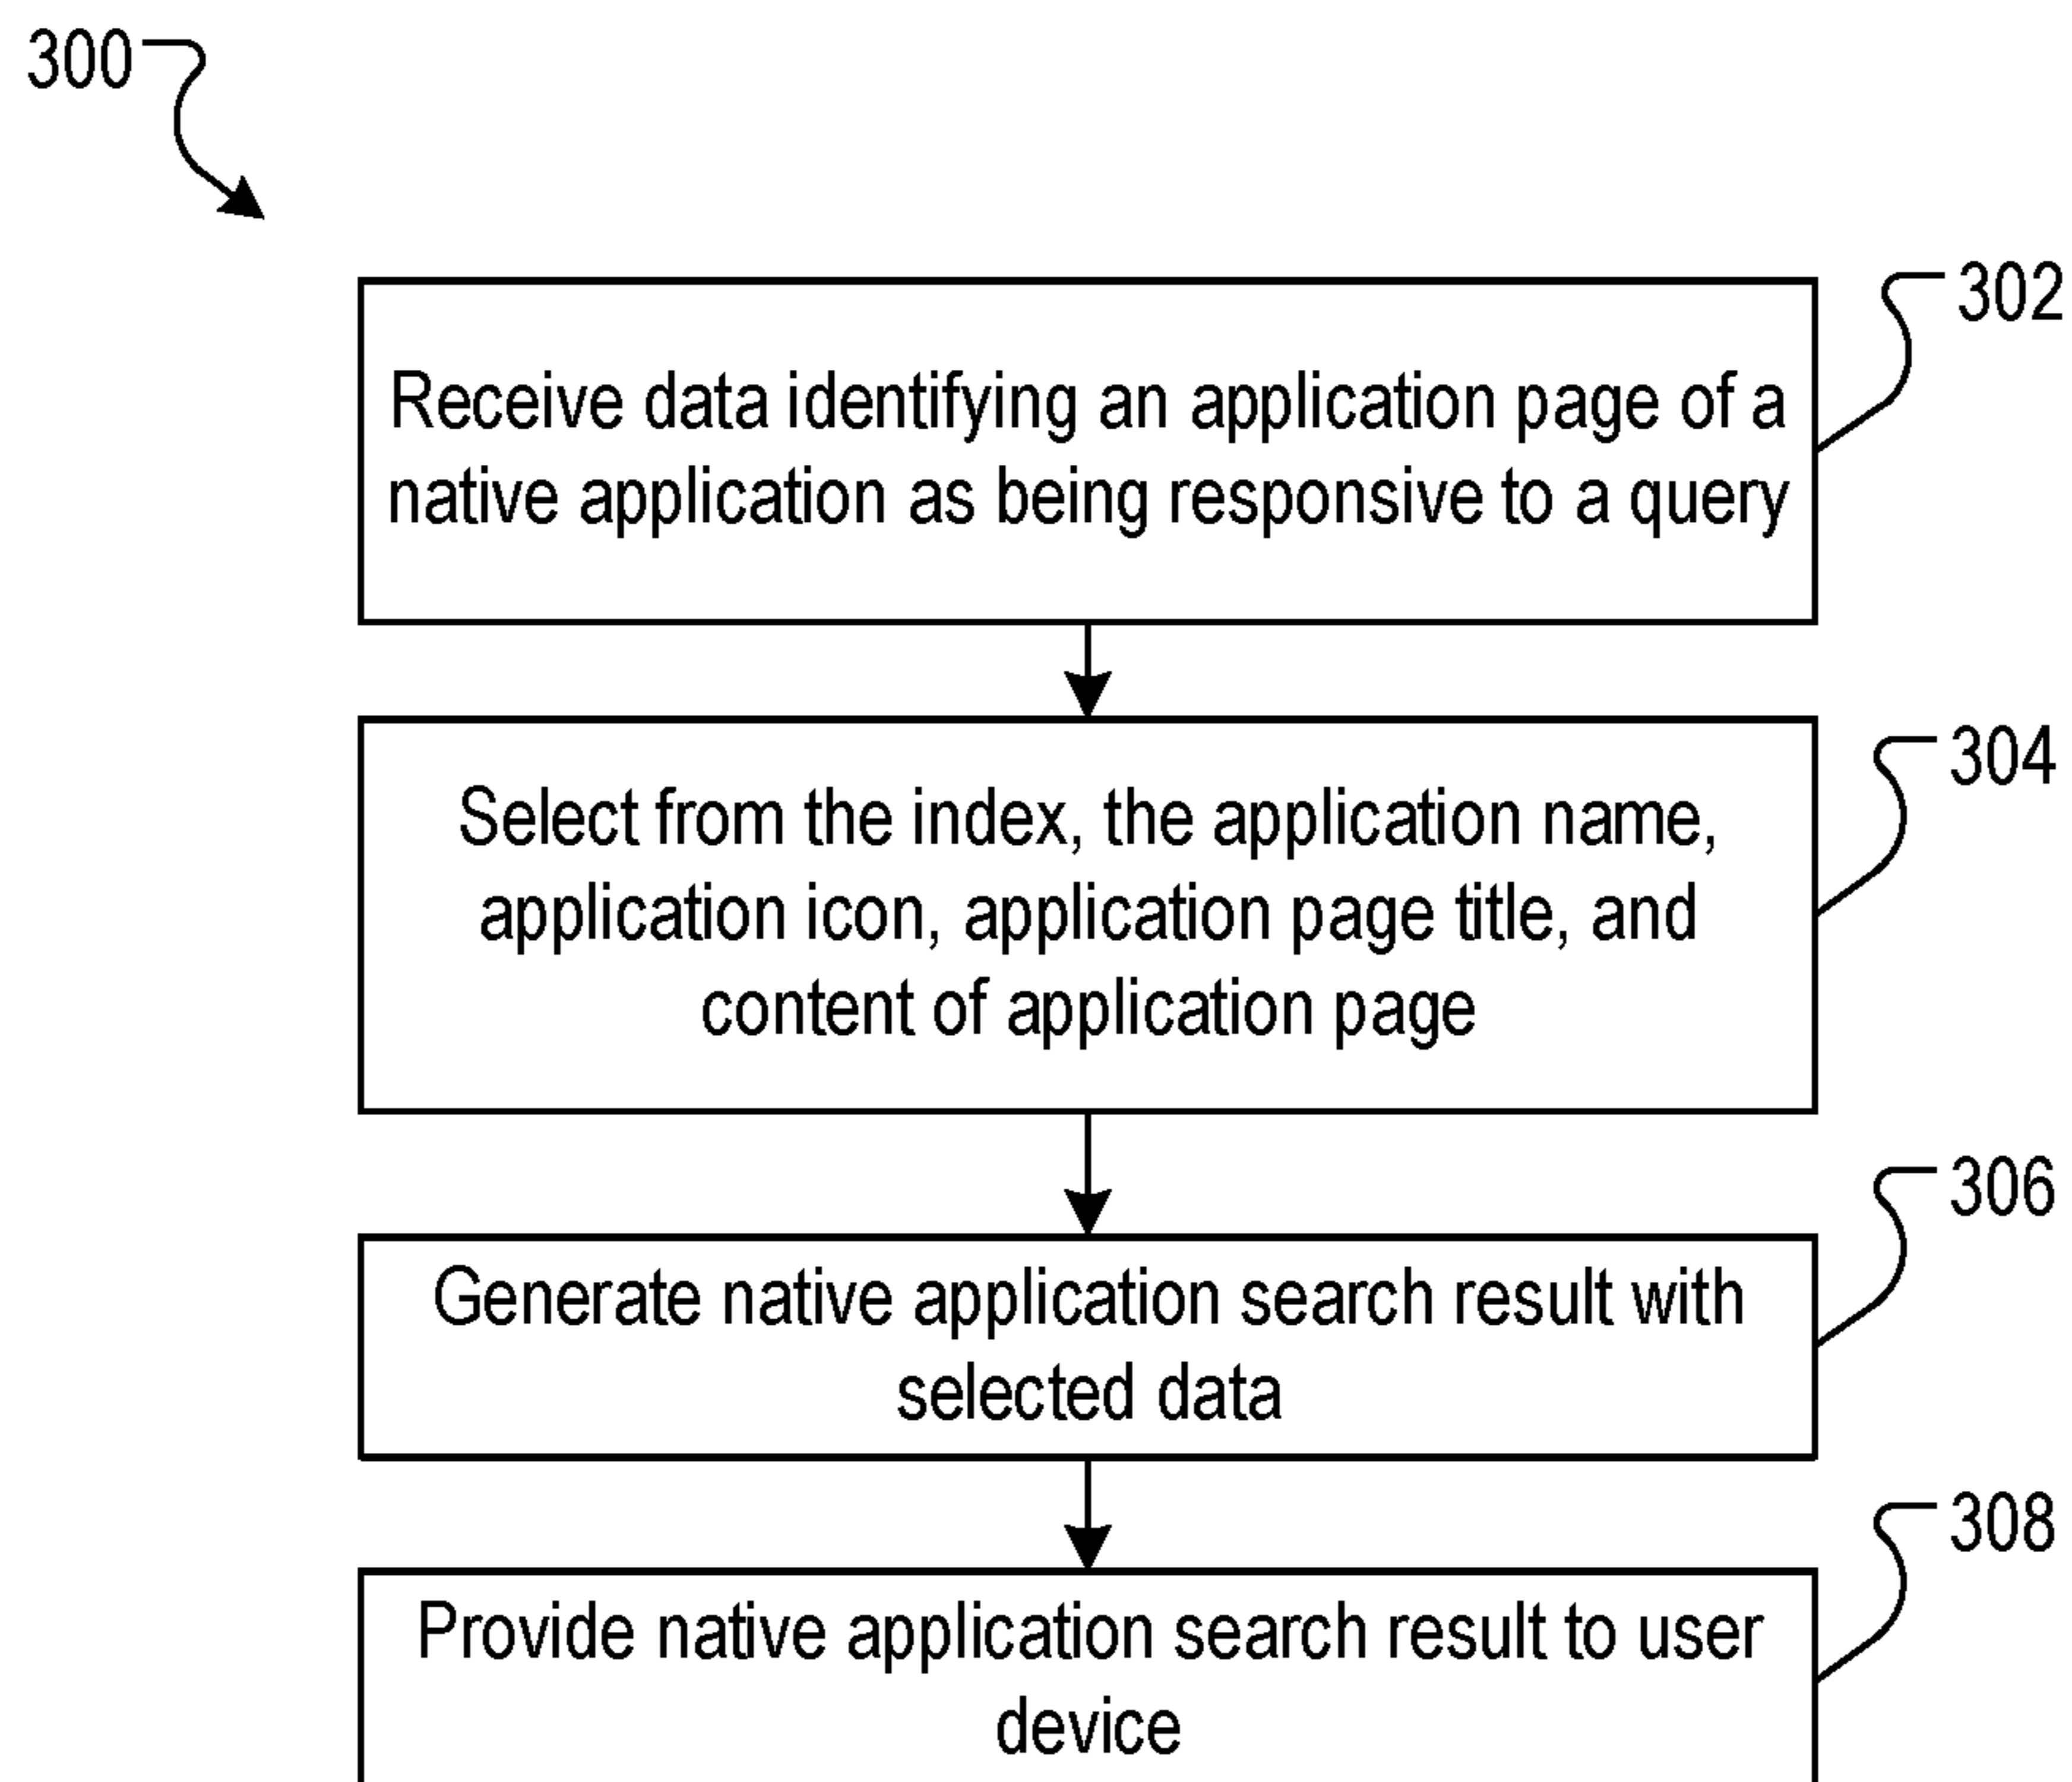 300
302
Receive data identifying an application page of a
native application as being responsive to a query
304
Select from the index, the application name,
application icon, application page title, and
content of application page
306
Generate native application search result with
selected data
308
Provide native application search result to user
device